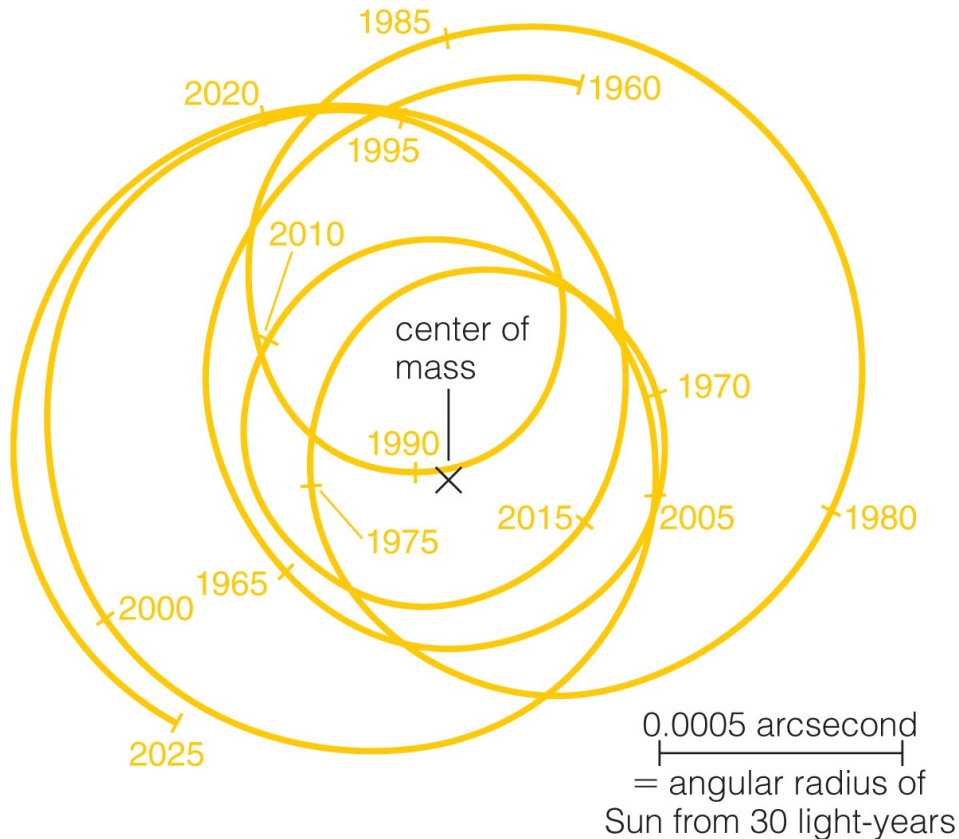 1985
1960
2020
1995
2010
center of
mass
1970
1990
2015
2005
1980
1975
1965
2000
2025
0.0005 arcsecond
= angular radius of
Sun from 30 light-years